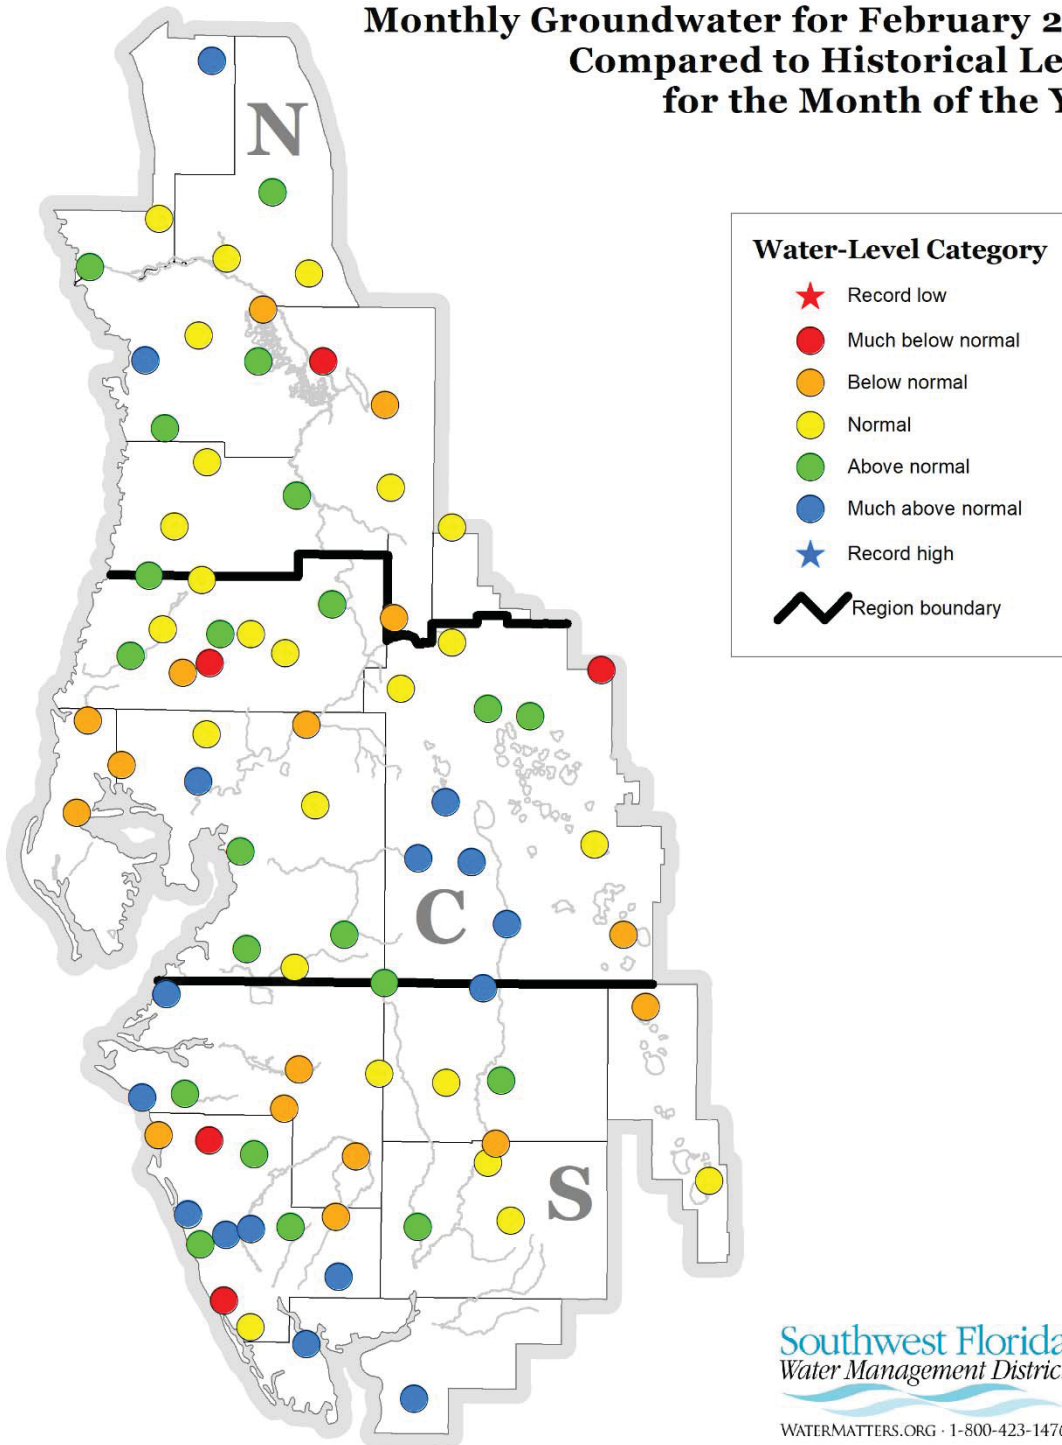 Monthly Groundwater for February 2
Compared to Historical Le
for the Month of the Y
N
Water-Level Category
Record low
Much below normal
Below normal
Normal
Above normal
Much above normal
Record high
Region boundary
C
S
Southwest Florida
Water Management Distric
WATERMATTERS.ORG · 1-800-423-1476